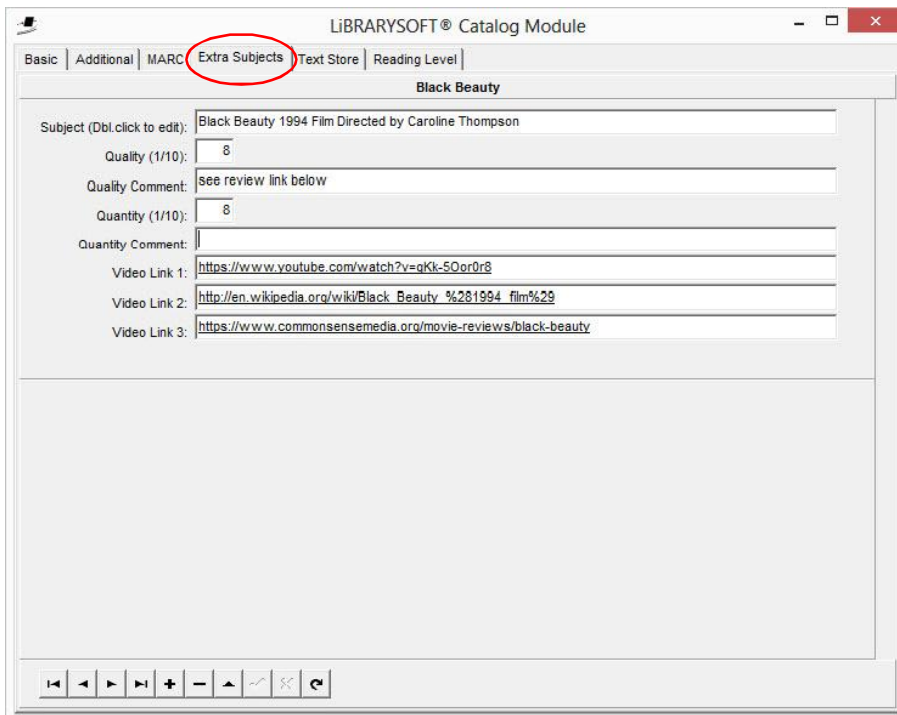 LiBRARYSOFT® Catalog Module
Basic Additional MARC Extra Subjects Text Store Reading Level
Black Beauty
Subject (Dbl.click to edit): Black Beauty 1994 Film Directed by Caroline Thompson
Quality (1/10): 8
Quality Comment: see review link below
Quantity (1/10): 8
Quantity Comment:
Video Link 1: https://www.youtube.com/watch?v=gKk-5Oor0r8
Video Link 2: http://en.wikipedia.org/wiki/Black_Beauty_%281994_film%29
Video Link 3: https://www.commonsensemedia.org/movie-reviews/black-beauty